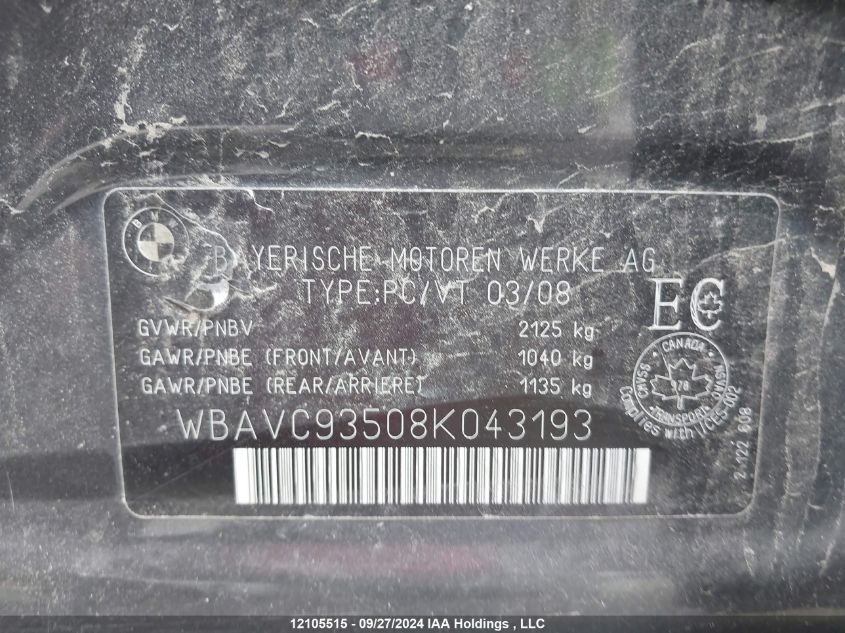 BMW
BAYERISCHE MOTOREN WERKE AG
TYPE:PC/VT 03/08
EC
GVWR/PNBV 2125 kg
GAWR/PNBE (FRONT/AVANT) 1040 kg
GAWR/PNBE (REAR/ARRIERE) 1135 kg
WBAVC93508K043193
CANADA
TRANSPORT
Complies with ICES-002
12105515 - 09/27/2024 IAA Holdings , LLC